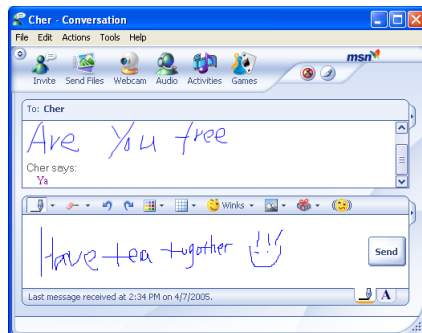 Cher - Conversation
File Edit Actions Tools Help
msn
Invite Send Files Webcam Audio Activities Games
To: Cher
Are You free
Cher says:
Ya
Winks
Have tea togother
Send
Last message received at 2:34 PM on 4/7/2005.
A